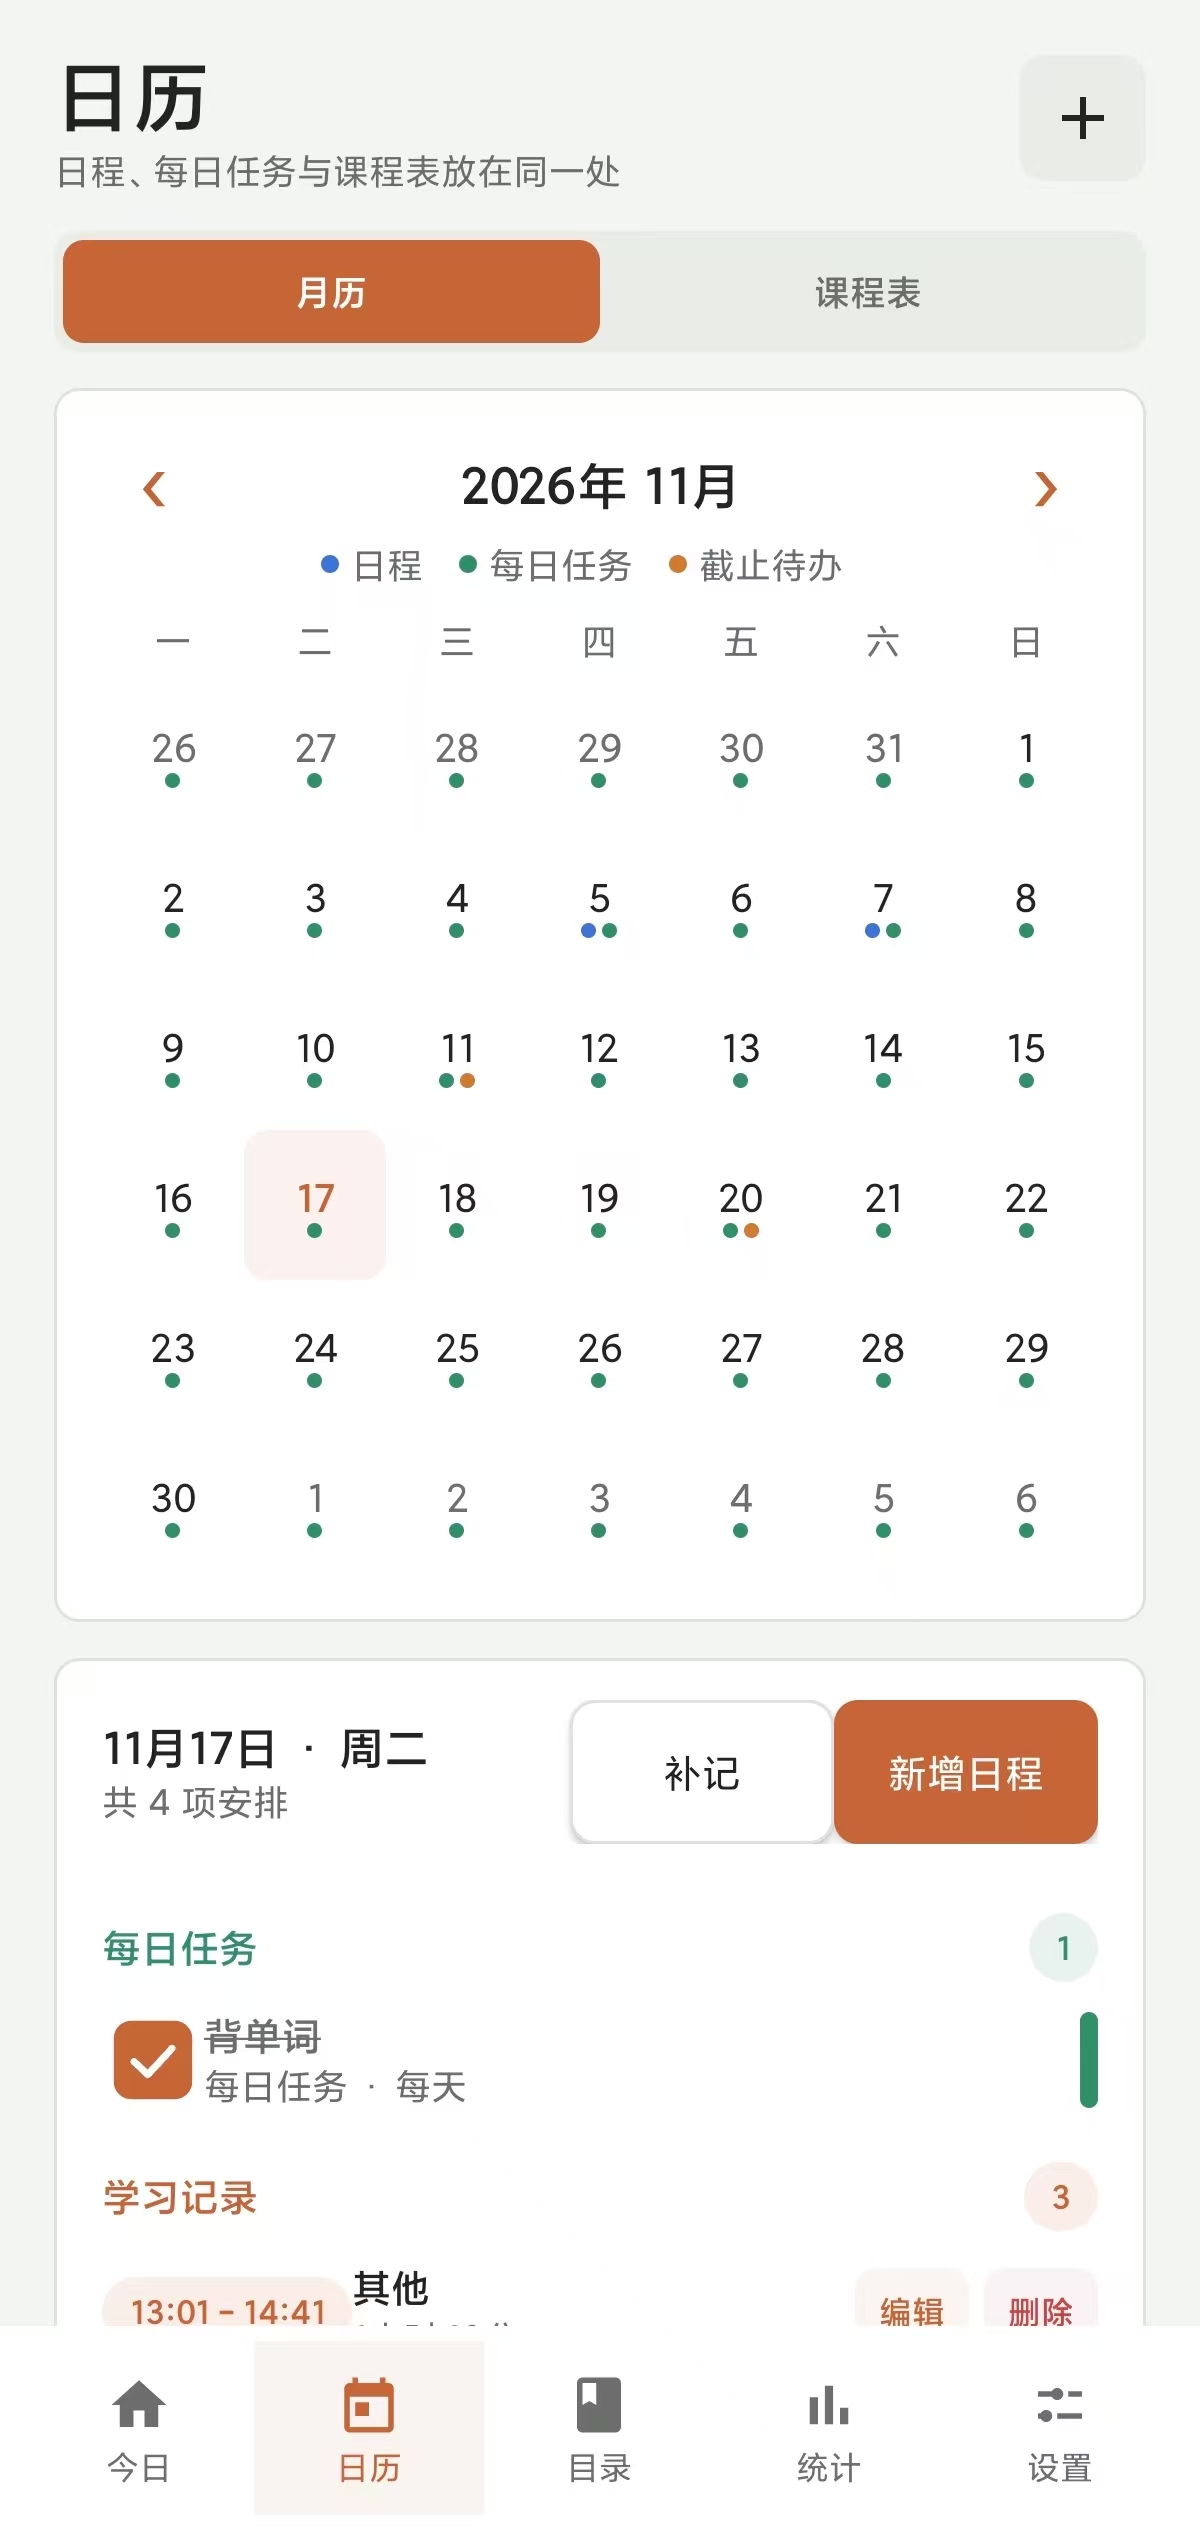 日历
日程、每日任务与课程表放在同一处
月历 课程表
2026年 11月
日程 每日任务 截止待办
一 二 三 四 五 六 日
26 27 28 29 30 31 1
2 3 4 5 6 7 8
9 10 11 12 13 14 15
16 17 18 19 20 21 22
23 24 25 26 27 28 29
30 1 2 3 4 5 6
11月17日 · 周二
共 4 项安排
补记 新增日程
每日任务 1
背单词
每日任务 · 每天
学习记录 3
其他
13:01 - 14:41 编辑 删除
今日 日历 目录 统计 设置